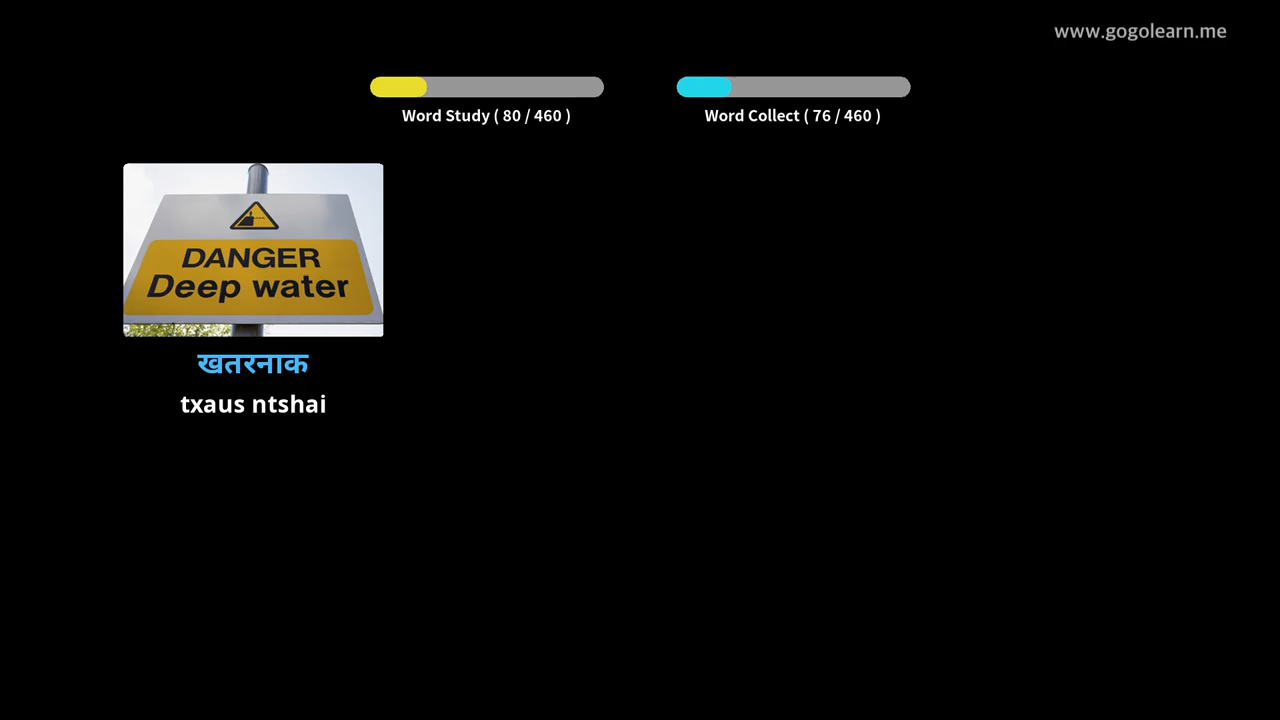 www.gogolearn.me
Word Study ( 80 / 460 )
Word Collect ( 76 / 460 )
DANGER
Deep water
खतरनाक
txaus ntshai